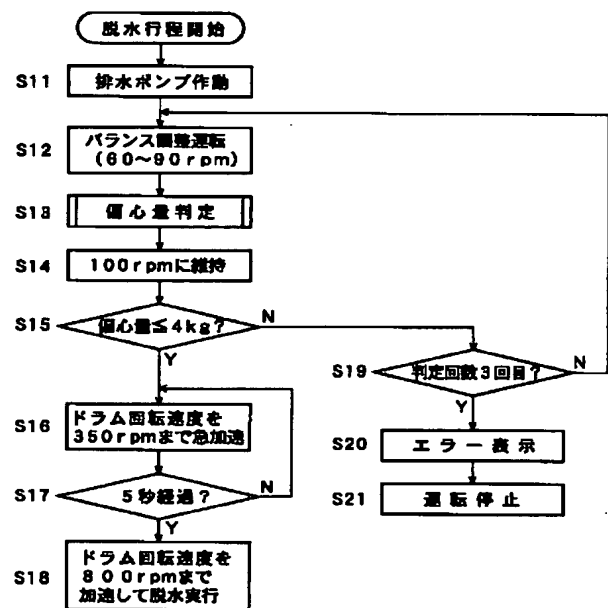 脱水行程開始
S11
排水ポンプ作動
S12
バランス調整運転
(60~90rpm)
S13
偏心量判定
S14
100rpmに維持
S15
偏心量≦4kg?
N
Y
S16
ドラム回転速度を
350rpmまで急加速
S17
5秒経過?
N
Y
S18
ドラム回転速度を
800rpmまで
加速して脱水実行
S19
判定回数3回目?
N
Y
S20
エラー表示
S21
運転停止